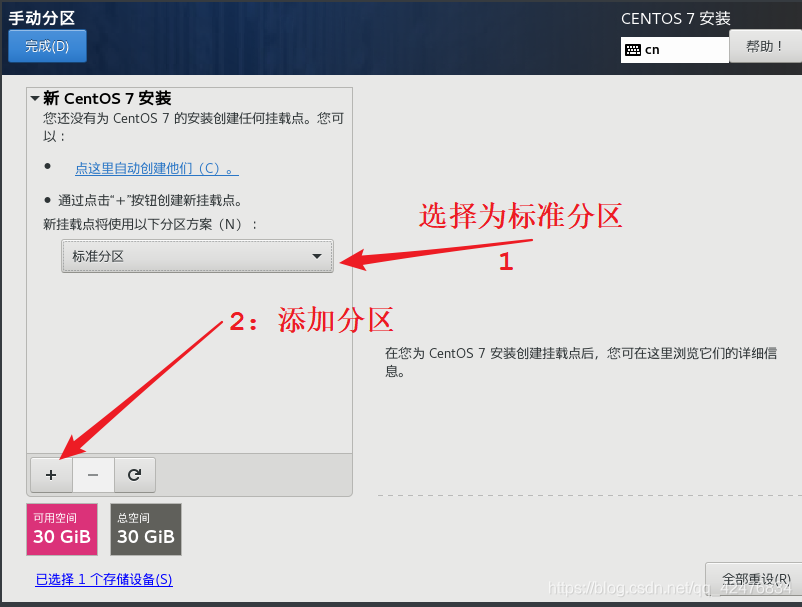 手动分区
CENTOS 7 安装
完成(D)
cn
帮助！
新 CentOS 7 安装
您还没有为 CentOS 7 的安装创建任何挂载点。您可
以：
点这里自动创建他们（C）。
通过点击“+”按钮创建新挂载点。
新挂载点将使用以下分区方案（N）：
标准分区
选择为标准分区
1
2：添加分区
在您为 CentOS 7 安装创建挂载点后，您可在这里浏览它们的详细信
息。
+ −
可用空间
30 GiB
总空间
30 GiB
已选择 1 个存储设备(S)
全部重设(R)